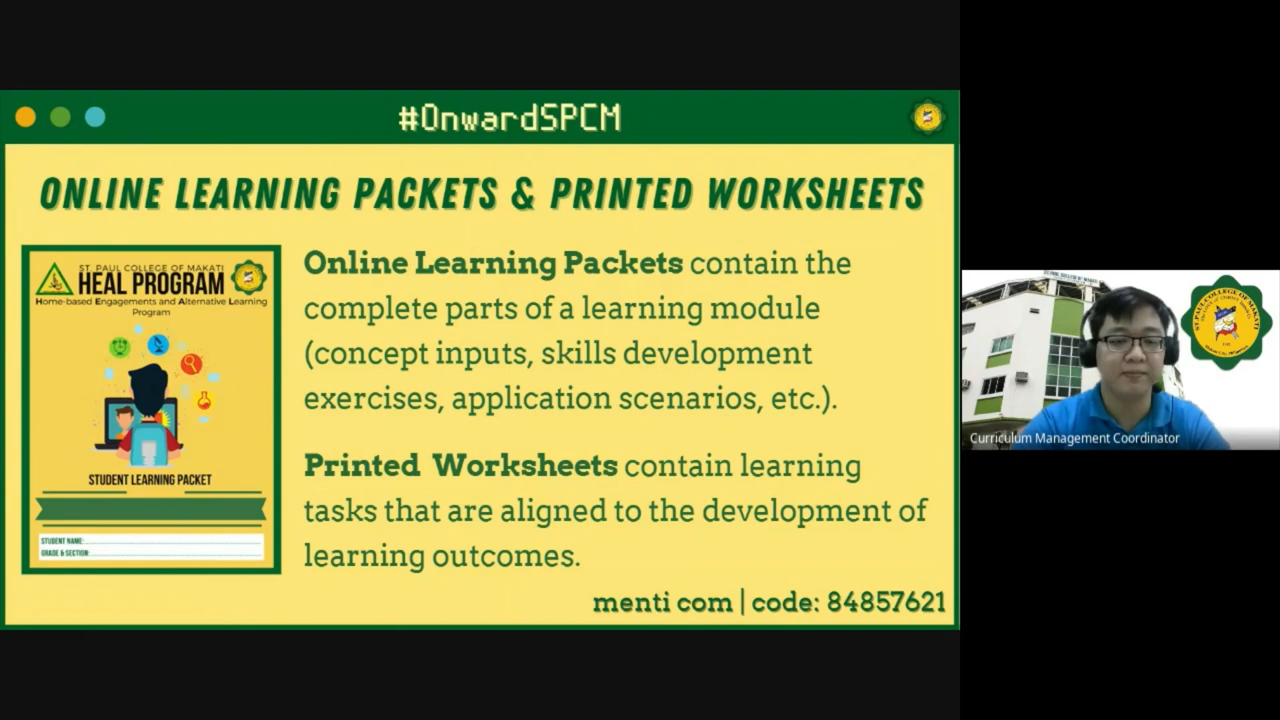 #OnwardSPCM
ONLINE LEARNING PACKETS & PRINTED WORKSHEETS
ST. PAUL COLLEGE OF MAKATI
HEAL PROGRAM
Home-based Engagements and Alternative Learning
Program
STUDENT LEARNING PACKET
STUDENT NAME:
GRADE & SECTION:
Online Learning Packets contain the
complete parts of a learning module
(concept inputs, skills development
exercises, application scenarios, etc.).
Printed Worksheets contain learning
tasks that are aligned to the development of
learning outcomes.
menti com | code: 84857621
ST. PAUL COLLEGE OF MAKATI
Curriculum Management Coordinator